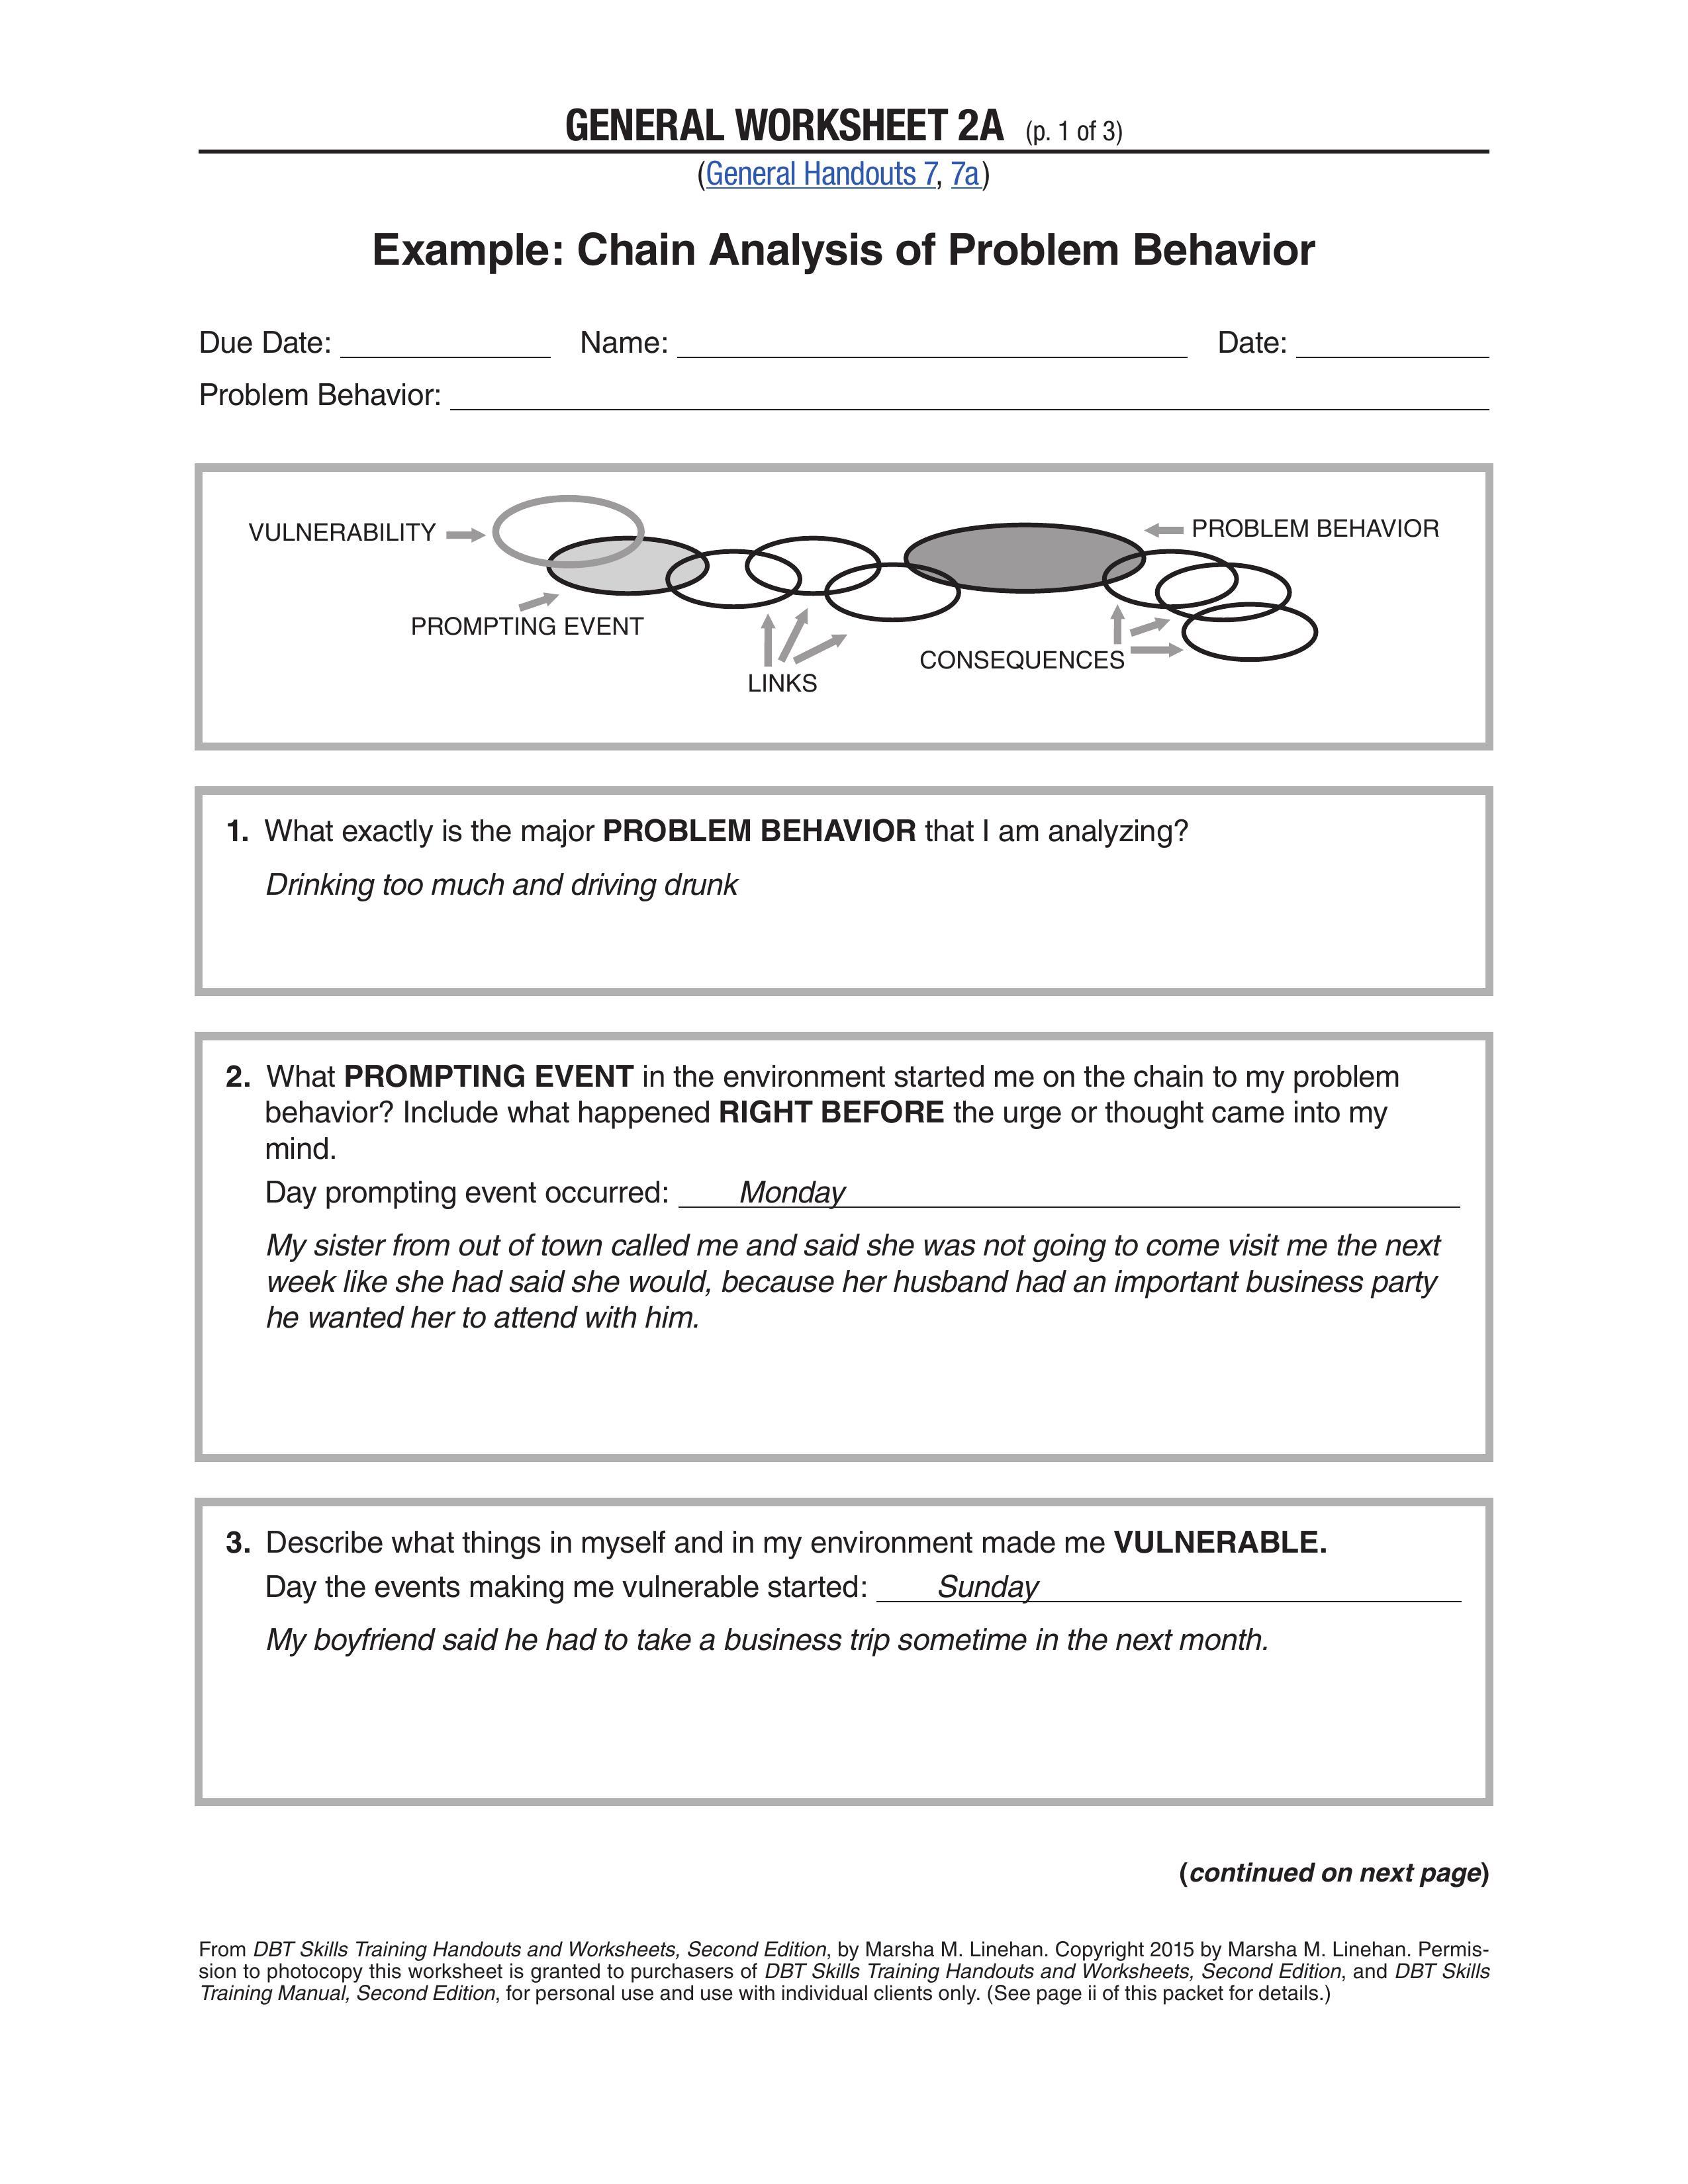 GENERAL WORKSHEET 2A (p. 1 of 3)
(General Handouts 7, 7a)
Example: Chain Analysis of Problem Behavior
Due Date: Name: Date:
Problem Behavior:
VULNERABILITY
PROBLEM BEHAVIOR
PROMPTING EVENT
CONSEQUENCES
LINKS
1. What exactly is the major PROBLEM BEHAVIOR that I am analyzing?
Drinking too much and driving drunk
2. What PROMPTING EVENT in the environment started me on the chain to my problem
behavior? Include what happened RIGHT BEFORE the urge or thought came into my
mind.
Day prompting event occurred: Monday
My sister from out of town called me and said she was not going to come visit me the next
week like she had said she would, because her husband had an important business party
he wanted her to attend with him.
3. Describe what things in myself and in my environment made me VULNERABLE.
Day the events making me vulnerable started: Sunday
My boyfriend said he had to take a business trip sometime in the next month.
(continued on next page)
From DBT Skills Training Handouts and Worksheets, Second Edition, by Marsha M. Linehan. Copyright 2015 by Marsha M. Linehan. Permis-
sion to photocopy this worksheet is granted to purchasers of DBT Skills Training Handouts and Worksheets, Second Edition, and DBT Skills
Training Manual, Second Edition, for personal use and use with individual clients only. (See page ii of this packet for details.)